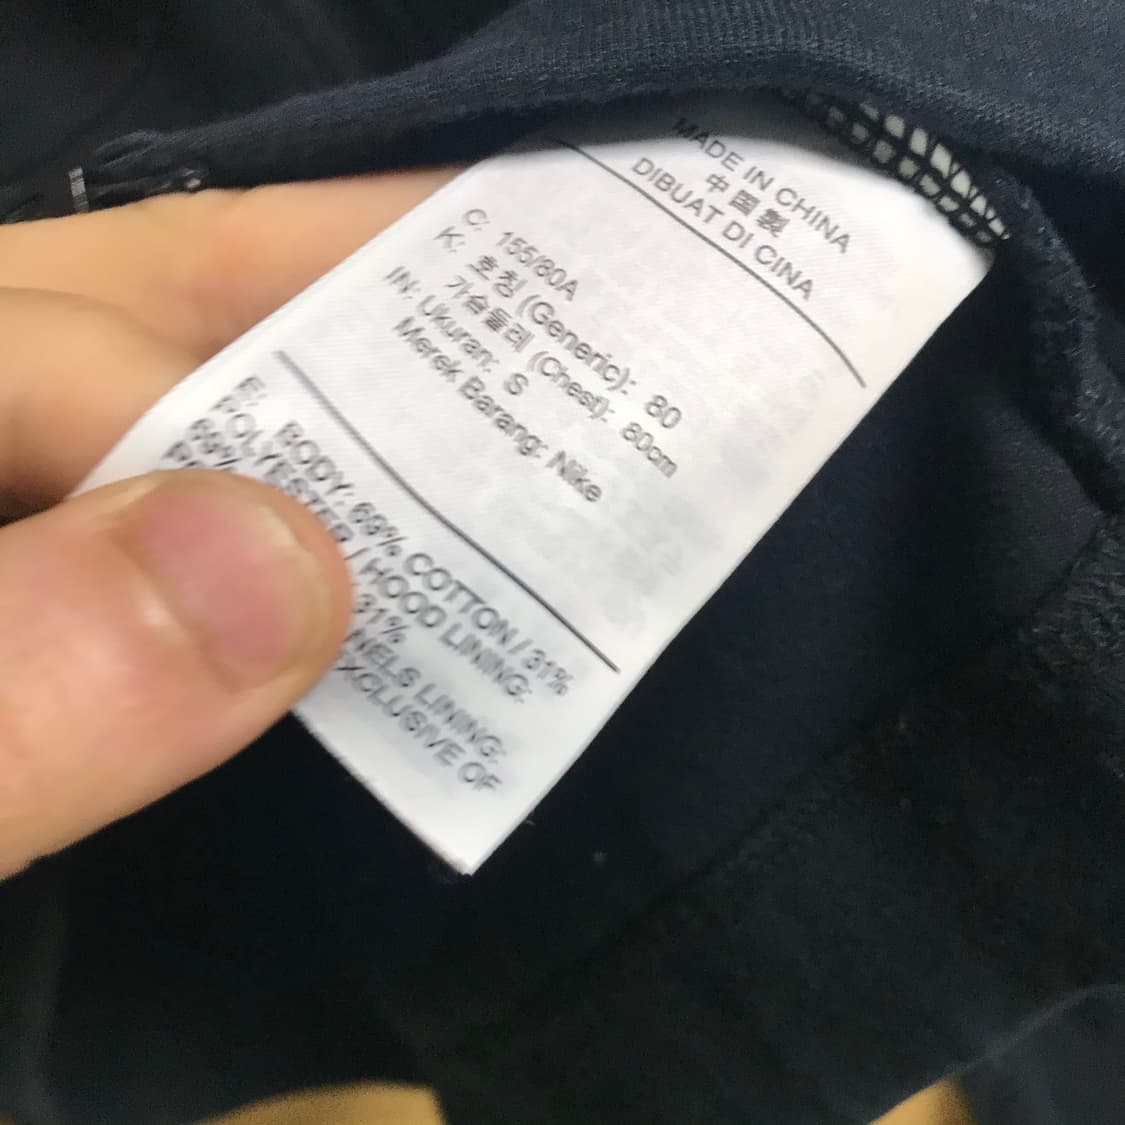 MADE IN CHINA
中国製
DIBUAT DI CINA
C: 155/80A
K: 호칭 (Generic): 80
가슴둘레 (Chest): 80cm
IN: Ukuran: S
Merek Barang: Nike
E: BODY: 69% COTTON / 31%
POLYESTER / HOOD LINING:
69% 31%
NELS LINING:
EXCLUSIVE OF